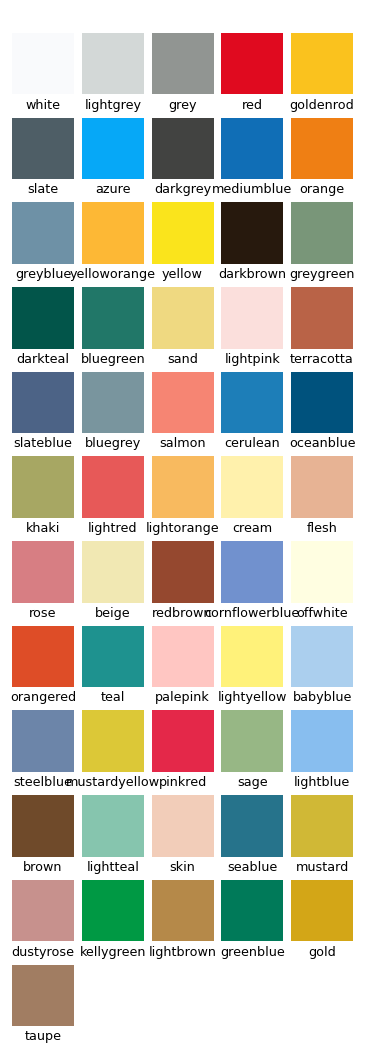 white lightgrey grey red goldenrod
slate azure darkgrey mediumblue orange
greyblue yelloworange yellow darkbrown greygreen
darkteal bluegreen sand lightpink terracotta
slateblue bluegrey salmon cerulean oceanblue
khaki lightred lightorange cream flesh
rose beige redbrown cornflowerblue offwhite
orangered teal palepink lightyellow babyblue
steelblue mustardyellow pinkred sage lightblue
brown lightteal skin seablue mustard
dustyrose kellygreen lightbrown greenblue gold
taupe